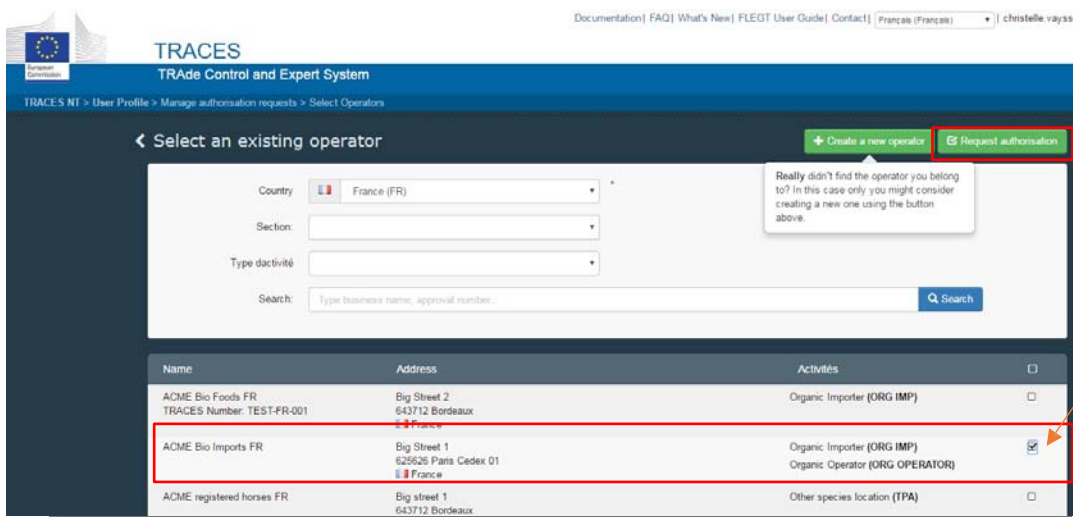 Documentation| FAQ| What's New| FLEGT User Guide| Contact| Français (Français) | christelle.vayss
European
Commission
TRACES
TRAde Control and Expert System
TRACES NT > User Profile > Manage authorisation requests > Select Operators
Select an existing operator
Create a new operator
Request authorisation
Really didn't find the operator you belong
to? In this case only you might consider
creating a new one using the button
above.
Country France (FR) *
Section:
Type dactivité
Search: Type business name, approval number..
Search
Name Address Activités
ACME Bio Foods FR Big Street 2 Organic Importer (ORG IMP)
TRACES Number: TEST-FR-001 643712 Bordeaux
France
ACME Bio Imports FR Big Street 1 Organic Importer (ORG IMP)
625626 Paris Cedex 01 Organic Operator (ORG OPERATOR)
France
ACME registered horses FR Big street 1 Other species location (TPA)
643712 Bordeaux